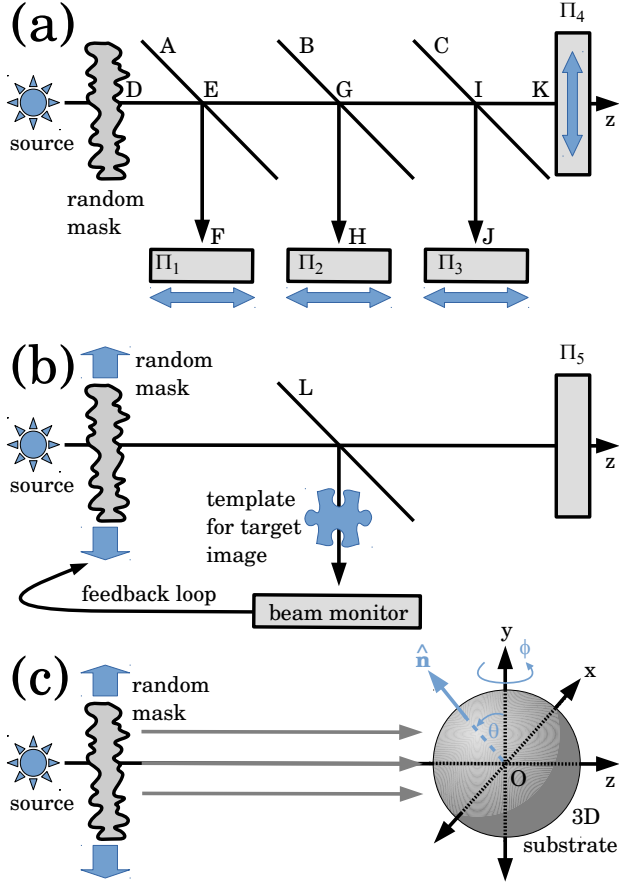 (a)
A
B
C
Π4
D
E
G
I
K
z
source
random
mask
F
H
J
Π1
Π2
Π3
(b)
random
mask
L
Π5
z
source
template
for target
image
feedback loop
beam monitor
(c)
random
mask
n̂
y
ϕ
x
θ
source
O
z
3D
substrate